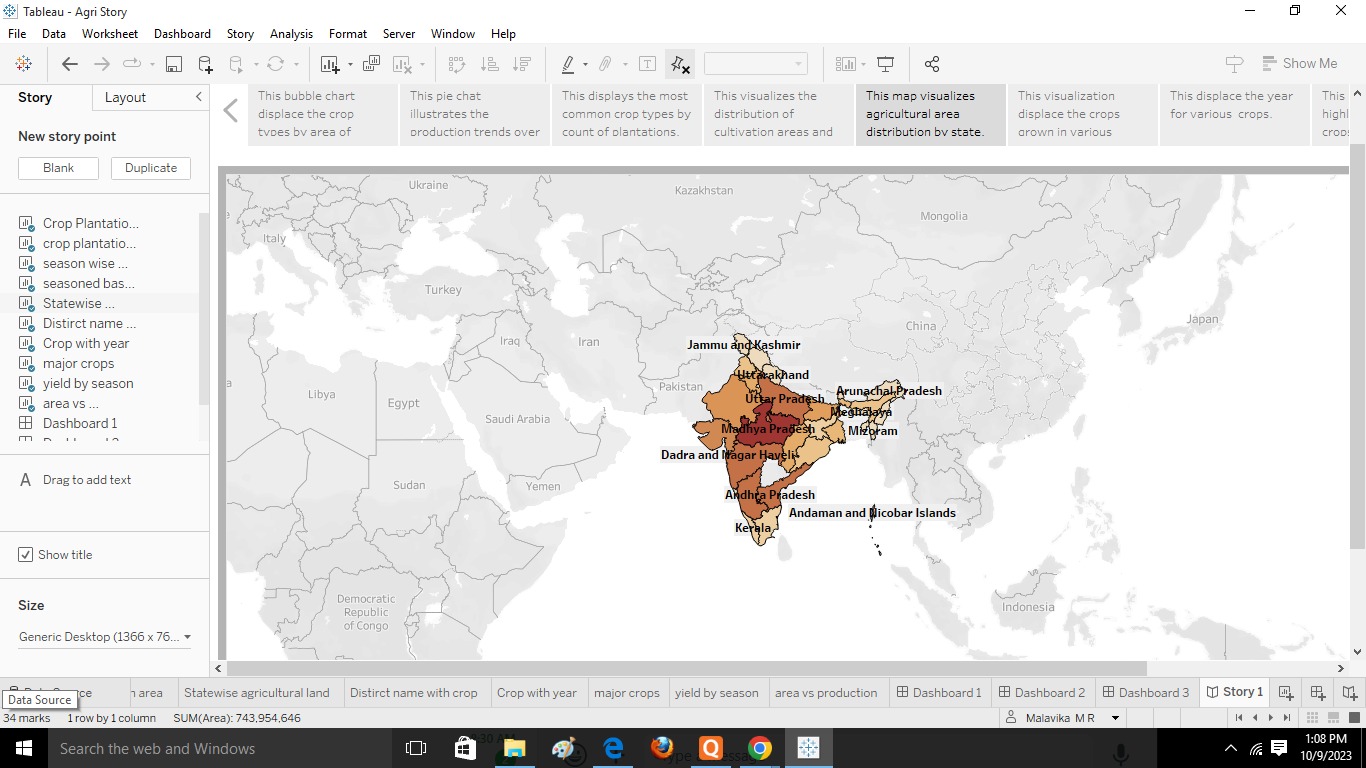 Tableau - Agri Story
File Data Worksheet Dashboard Story Analysis Format Server Window Help
Show Me
Story Layout
New story point
Blank Duplicate
Crop Plantatio...
crop plantatio...
season wise ...
seasoned bas...
Statewise ...
Distirct name ...
Crop with year
major crops
yield by season
area vs ...
Dashboard 1
A Drag to add text
Show title
Size
Generic Desktop (1366 x 76...
This bubble chart
displace the crop
types by area of
This pie chat
illustrates the
production trends over
This displays the most
common crop types by
count of plantations.
This visualizes the
distribution of
cultivation areas and
This map visualizes
agricultural area
distribution by state.
This visualization
displace the crops
grown in various
This displace the year
for various crops.
This
highl
crops
Ukraine
Kazakhstan
Mongolia
Italy
Turkey
Japan
China
Iraq
Iran
Jammu and Kashmir
Uttarakhand
Pakistan
Libya
Egypt
Arunachal Pradesh
Uttar Pradesh
Meghalaya
Saudi Arabia
Madhya Pradesh
Mizoram
Dadra and Nagar Haveli
Sudan
Yemen
Andhra Pradesh
Andaman and Nicobar Islands
Kerala
Democratic
Republic
of Congo
Indonesia
Data Source
n area Statewise agricultural land Distirct name with crop Crop with year major crops yield by season area vs production Dashboard 1 Dashboard 2 Dashboard 3 Story 1
34 marks 1 row by 1 column SUM(Area): 743,954,646 Malavika M R
Search the web and Windows
1:08 PM
10/9/2023